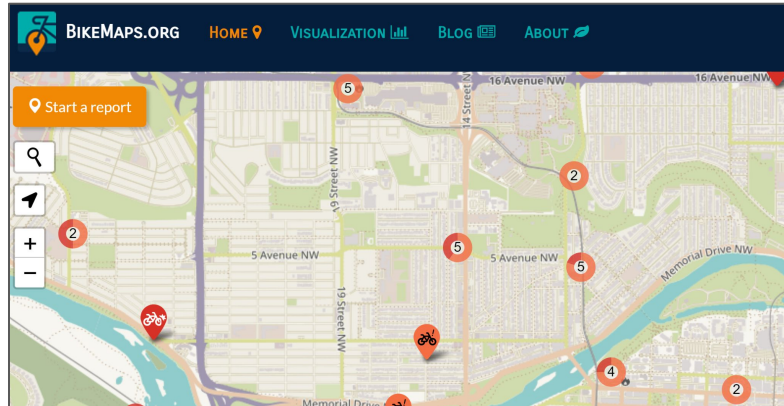 BikeMaps.org Home Visualization Blog About
16 Avenue NW 16 Avenue NW
5
Start a report
14 Street NW
2
19 Street NW
2
5
5 Avenue NW 5 Avenue NW
Memorial Drive NW
+
5
−
19 Street NW
4
2
Memorial Drive